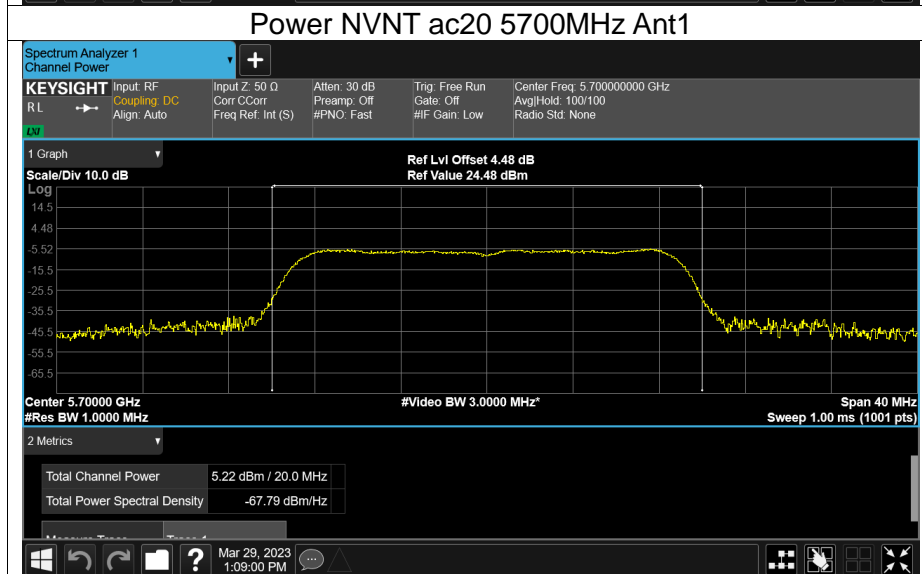 Power NVNT ac20 5700MHz Ant1
Spectrum Analyzer 1
Channel Power
+
KEYSIGHT Input: RF Input Z: 50 Ω Atten: 30 dB Trig: Free Run Center Freq: 5.700000000 GHz
R L Coupling: DC Corr CCorr Preamp: Off Gate: Off Avg|Hold: 100/100
Align: Auto Freq Ref: Int (S) #PNO: Fast #IF Gain: Low Radio Std: None
LXI
1 Graph Ref Lvl Offset 4.48 dB
Scale/Div 10.0 dB Ref Value 24.48 dBm
Log
14.5
4.48
-5.52
-15.5
-25.5
-35.5
-45.5
-55.5
-65.5
Center 5.70000 GHz #Video BW 3.0000 MHz* Span 40 MHz
#Res BW 1.0000 MHz Sweep 1.00 ms (1001 pts)
2 Metrics
Total Channel Power 5.22 dBm / 20.0 MHz
Total Power Spectral Density -67.79 dBm/Hz
Measure Trace Trace 1
? Mar 29, 2023
1:09:00 PM